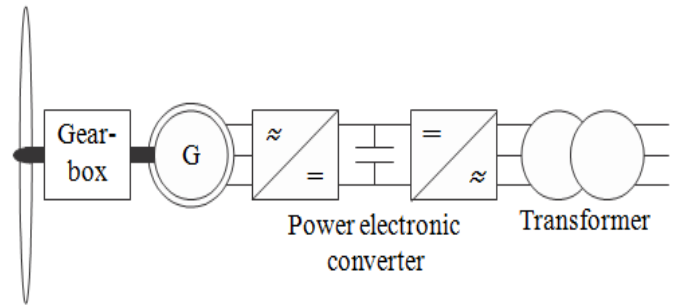 Gear-
box
G
≈
=
=
≈
Power electronic
converter
Transformer